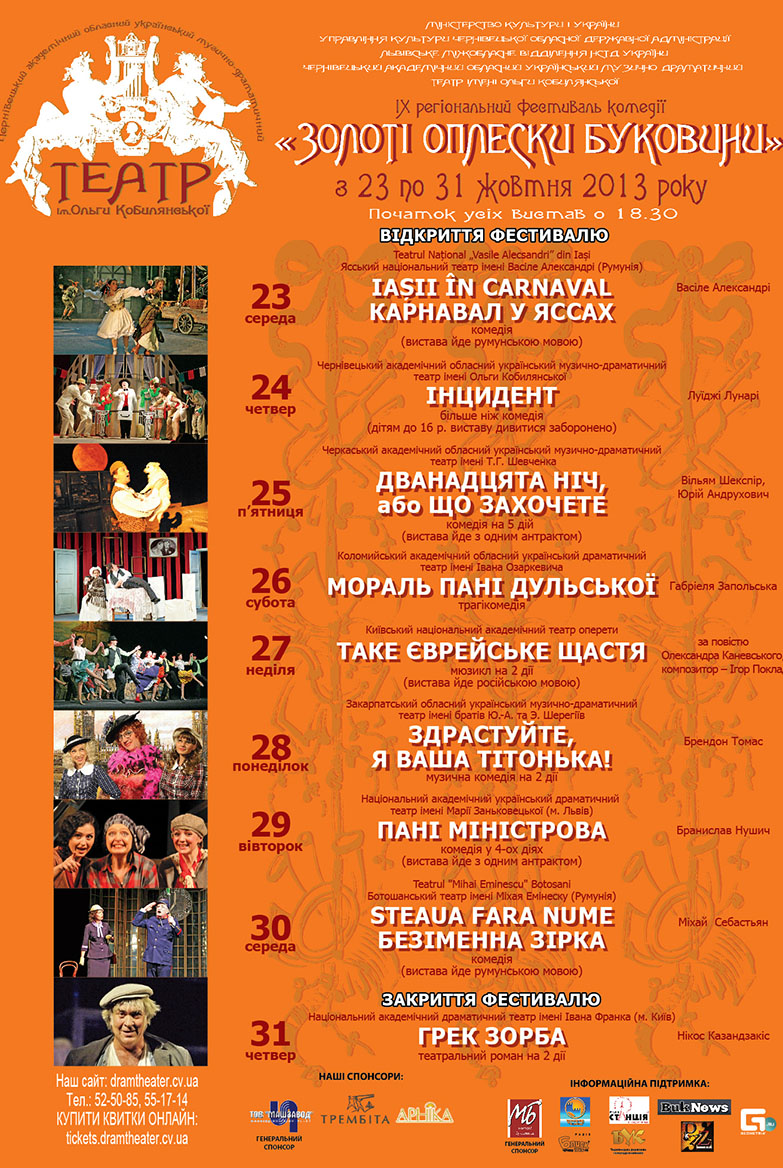 Чернівецький академічний обласний український музично-драматичний
ТЕАТР
ім.Ольги Кобилянської
МІНІСТЕРСТВО КУЛЬТУРИ І УКРАЇНИ
УПРАВЛІННЯ КУЛЬТУРИ ЧЕРНІВЕЦЬКОЇ ОБЛАСНОЇ ДЕРЖАВНОЇ АДМІНІСТРАЦІЇ
ЛЬВІВСЬКЕ МІЖОБЛАСНЕ ВІДДІЛЕННЯ НСТД УКРАЇНИ
ЧЕРНІВЕЦЬКИЙ АКАДЕМІЧНИЙ ОБЛАСНИЙ УКРАЇНСЬКИЙ МУЗИЧНО ДРАМАТИЧНИЙ
ТЕАТР ІМЕНІ ОЛЬГИ КОБИЛЯНСЬКОЇ
ІХ регіональний фестиваль комедії
«ЗОЛОТІ ОПЛЕСКИ БУКОВИНИ»
з 23 по 31 жовтня 2013 року
Початок усіх вистав о 18.30
ВІДКРИТТЯ ФЕСТИВАЛЮ
Teatrul Național „Vasile Alecsandri” din Iași
Ясський національний театр імені Васіле Александрі (Румунія)
23
середа
IAȘII ÎN CARNAVAL
КАРНАВАЛ У ЯССАХ
комедія
(вистава йде румунською мовою)
Васіле Александрі
Чернівецький академічний обласний український музично-драматичний
театр імені Ольги Кобилянської
24
четвер
ІНЦИДЕНТ
більше ніж комедія
(дітям до 16 р. виставу дивитися заборонено)
Луїджі Лунарі
Черкаський академічний обласний український музично-драматичний
театр імені Т.Г. Шевченка
25
п’ятниця
ДВАНАДЦЯТА НІЧ,
або ЩО ЗАХОЧЕТЕ
комедія на 5 дій
(вистава йде з одним антрактом)
Вільям Шекспір,
Юрій Андрухович
Коломийський академічний обласний український драматичний
театр імені Івана Озаркевича
26
субота
МОРАЛЬ ПАНІ ДУЛЬСЬКОЇ
трагікомедія
Габріеля Запольська
Київський національний академічний театр оперети
27
неділя
ТАКЕ ЄВРЕЙСЬКЕ ЩАСТЯ
мюзикл на 2 дії
(вистава йде російською мовою)
за повістю
Олександра Каневського,
композитор – Ігор Поклад
Закарпатський обласний український музично-драматичний
театр імені братів Ю.-А. та Э. Шерегіїв
28
понеділок
ЗДРАСТУЙТЕ,
Я ВАША ТІТОНЬКА!
музична комедія на 2 дії
Брендон Томас
Національний академічний український драматичний
театр імені Марії Заньковецької (м. Львів)
29
вівторок
ПАНІ МІНІСТРОВА
комедія у 4-ох діях
(вистава йде з одним антрактом)
Бранислав Нушич
Teatrul "Mihai Eminescu" Botosani
Ботошанський театр імені Міхая Емінеску (Румунія)
30
середа
STEAUA FARA NUME
БЕЗІМЕННА ЗІРКА
комедія
(вистава йде румунською мовою)
Міхай Себастьян
ЗАКРИТТЯ ФЕСТИВАЛЮ
Національний академічний драматичний театр імені Івана Франка (м. Київ)
31
четвер
ГРЕК ЗОРБА
театральний роман на 2 дії
Нікос Казандзакіс
Наш сайт: dramtheater.cv.ua
Тел.: 52-50-85, 55-17-14
КУПИТИ КВИТКИ ОНЛАЙН:
tickets.dramtheater.cv.ua
НАШІ СПОНСОРИ:
ТОВ "МАШЗАВОД"
ГЕНЕРАЛЬНИЙ
СПОНСОР
ТРЕМБІТА
АРНІКА
ІНФОРМАЦІЙНА ПІДТРИМКА:
МБ
ГЕНЕРАЛЬНИЙ
СПОНСОР
СТАНЦІЯ
БУК
BukNews